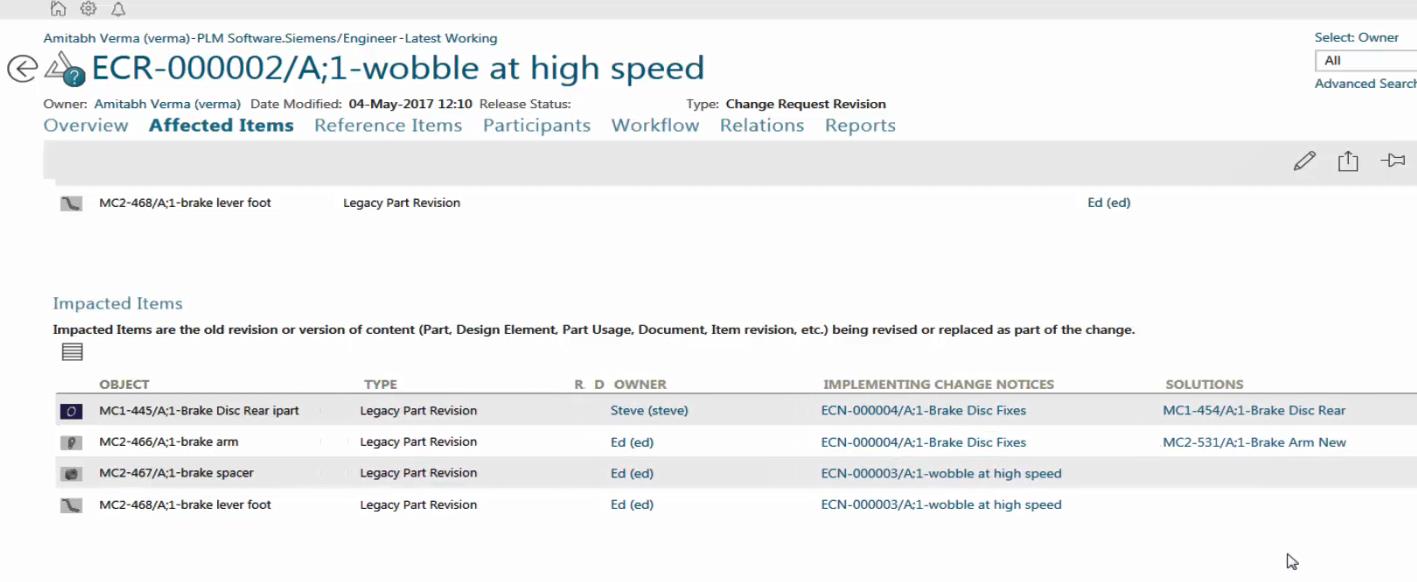 Amitabh Verma (verma)-PLM Software.Siemens/Engineer-Latest Working
Select: Owner
ECR-000002/A;1-wobble at high speed
All
Advanced Search
Owner: Amitabh Verma (verma) Date Modified: 04-May-2017 12:10 Release Status: Type: Change Request Revision
Overview Affected Items Reference Items Participants Workflow Relations Reports
MC2-468/A;1-brake lever foot Legacy Part Revision Ed (ed)
Impacted Items
Impacted Items are the old revision or version of content (Part, Design Element, Part Usage, Document, Item revision, etc.) being revised or replaced as part of the change.
OBJECT TYPE R. D OWNER IMPLEMENTING CHANGE NOTICES SOLUTIONS
MC1-445/A;1-Brake Disc Rear ipart Legacy Part Revision Steve (steve) ECN-000004/A;1-Brake Disc Fixes MC1-454/A;1-Brake Disc Rear
MC2-466/A;1-brake arm Legacy Part Revision Ed (ed) ECN-000004/A;1-Brake Disc Fixes MC2-531/A;1-Brake Arm New
MC2-467/A;1-brake spacer Legacy Part Revision Ed (ed) ECN-000003/A;1-wobble at high speed
MC2-468/A;1-brake lever foot Legacy Part Revision Ed (ed) ECN-000003/A;1-wobble at high speed